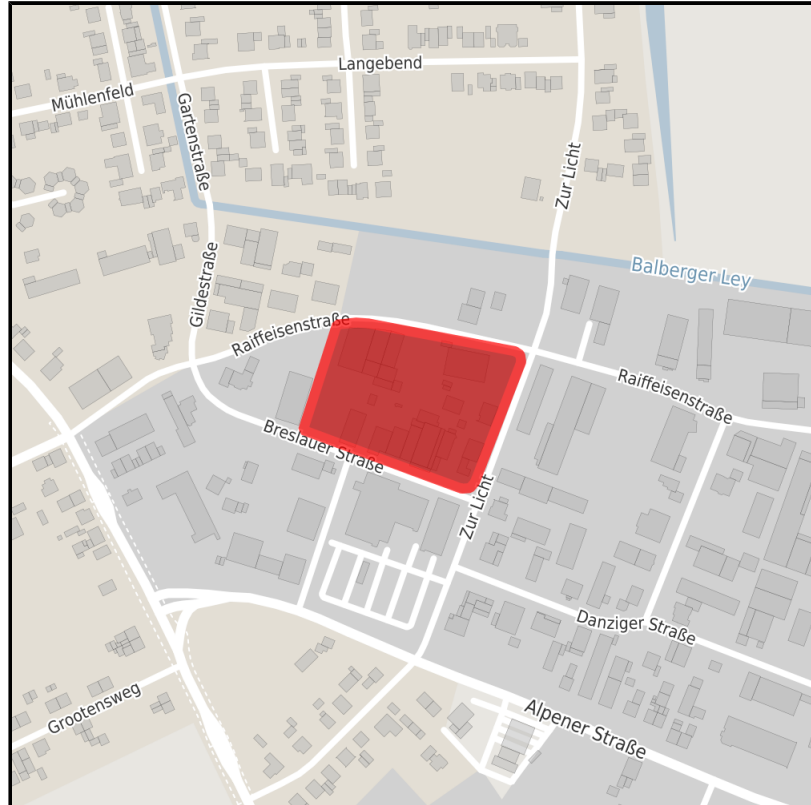 Langebend
Mühlenfeld
Gartenstraße
Zur Licht
Balberger Ley
Gildestraße
Raiffeisenstraße
Raiffeisenstraße
Breslauer Straße
Zur Licht
Danziger Straße
Grootensweg
Alpener Straße